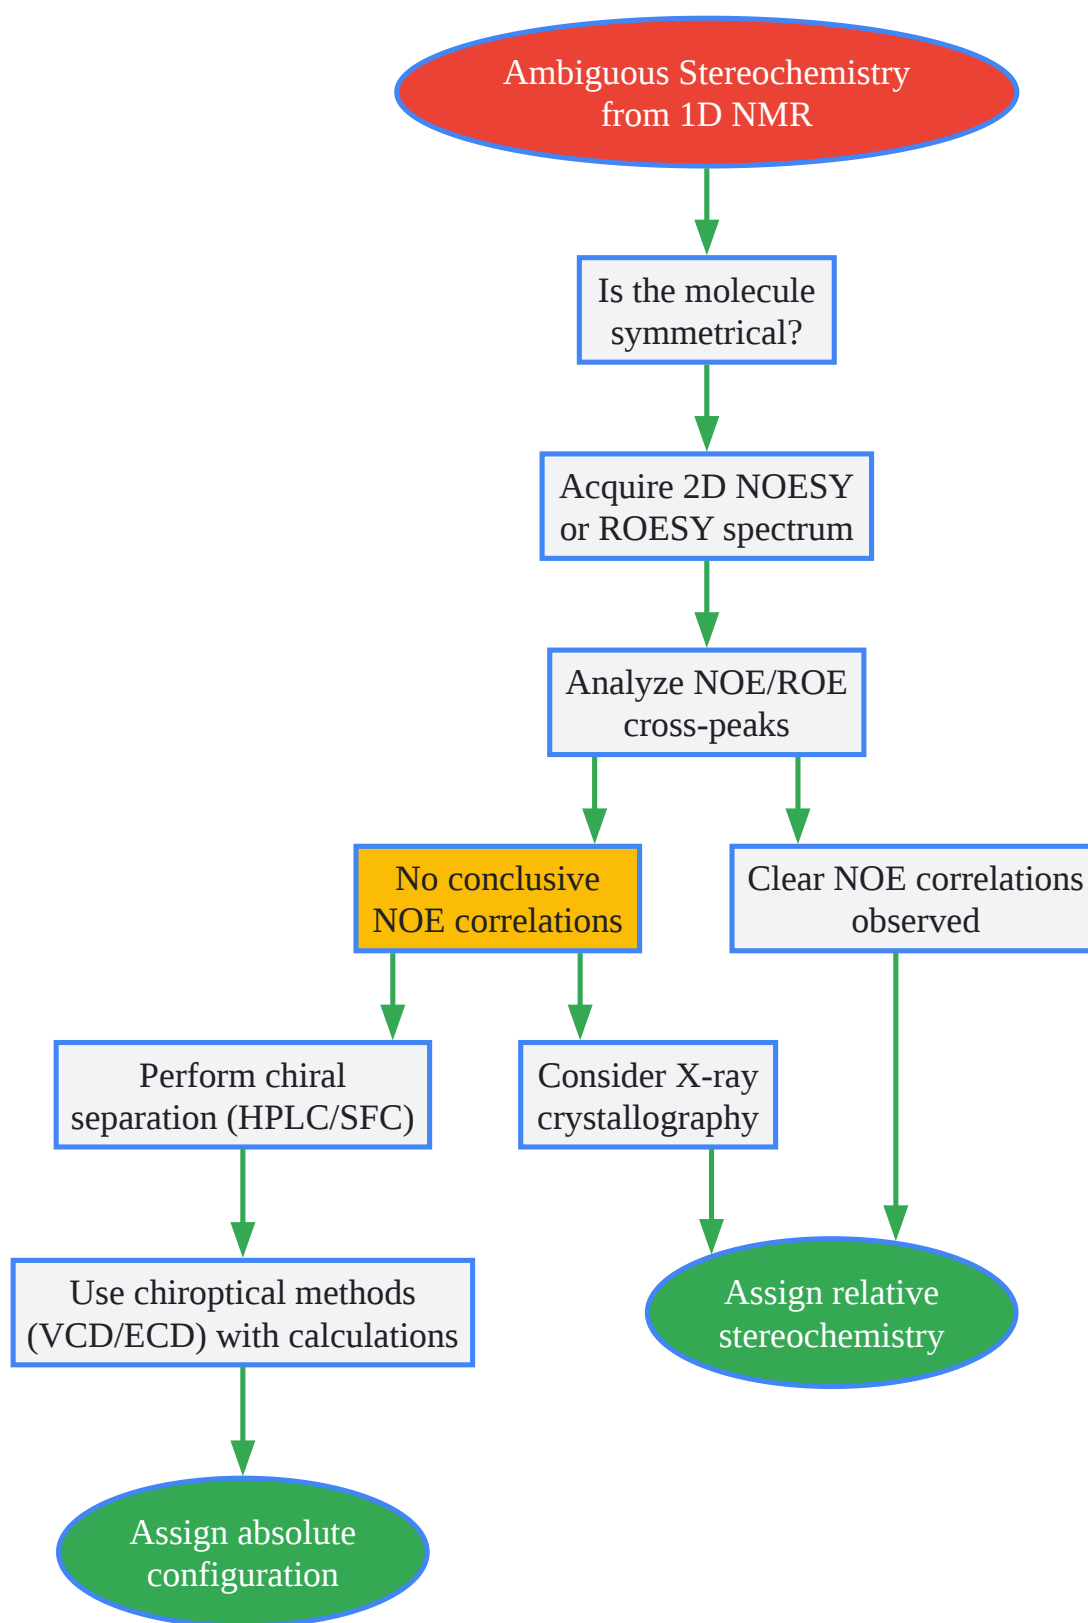 Ambiguous Stereochemistry
from 1D NMR
Is the molecule
symmetrical?
Acquire 2D NOESY
or ROESY spectrum
Analyze NOE/ROE
cross-peaks
No conclusive
NOE correlations
Clear NOE correlations
observed
Perform chiral
separation (HPLC/SFC)
Consider X-ray
crystallography
Use chiroptical methods
(VCD/ECD) with calculations
Assign relative
stereochemistry
Assign absolute
configuration